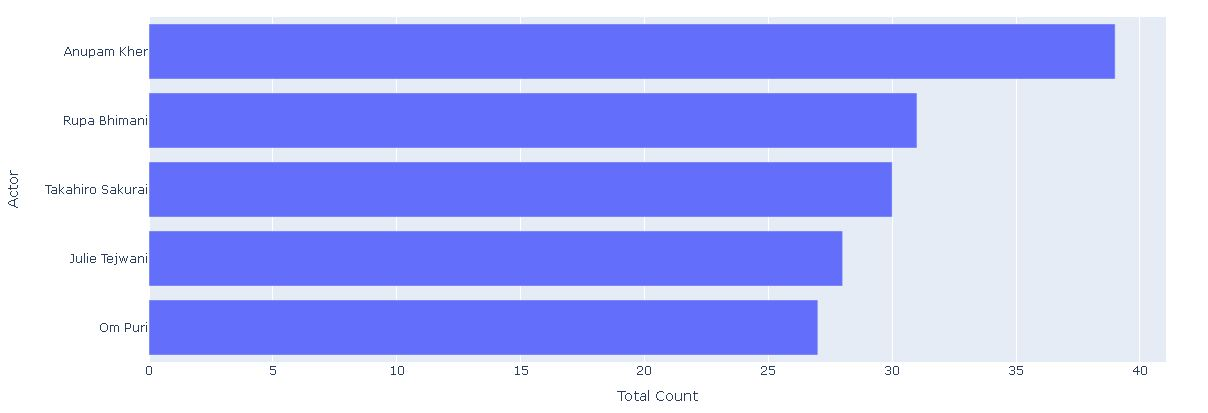 Actor
Anupam Kher
Rupa Bhimani
Takahiro Sakurai
Julie Tejwani
Om Puri
0 5 10 15 20 25 30 35 40
Total Count